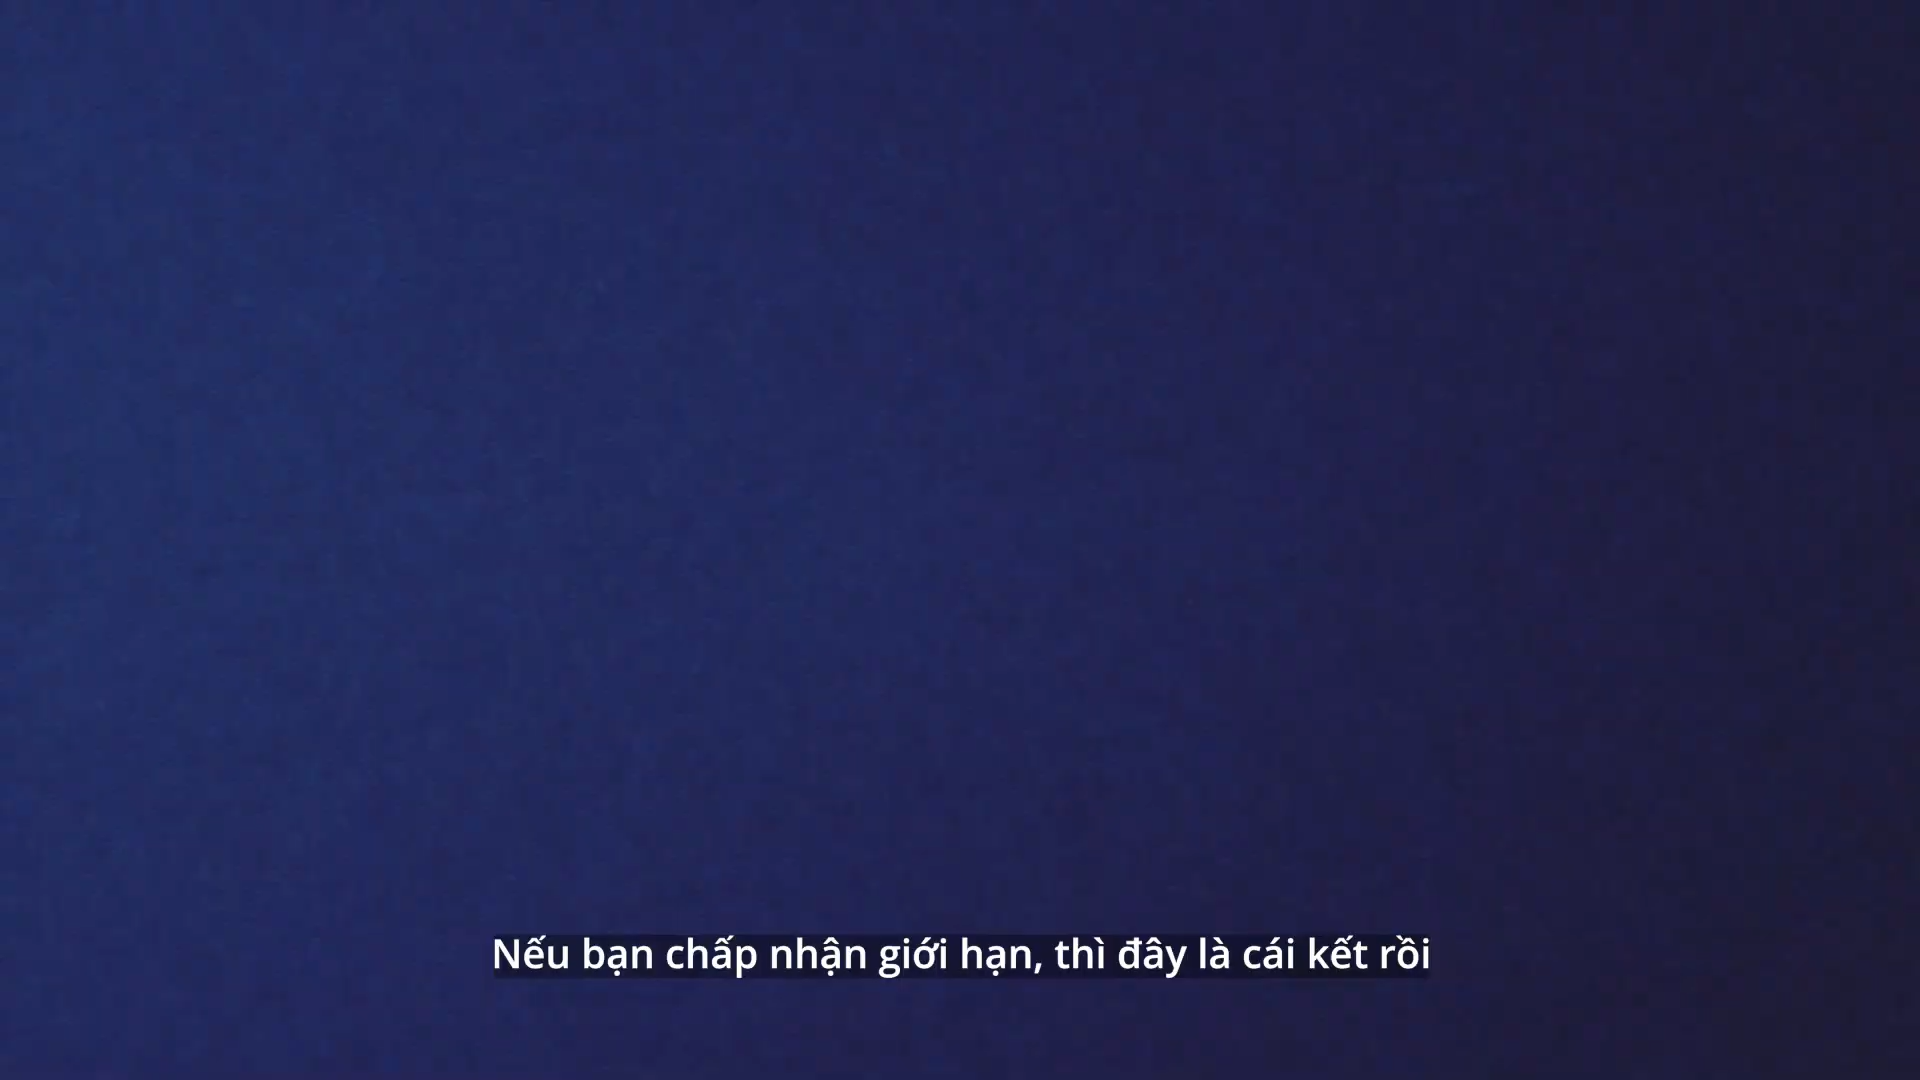 Nếu bạn chấp nhận giới hạn, thì đây là cái kết rồi